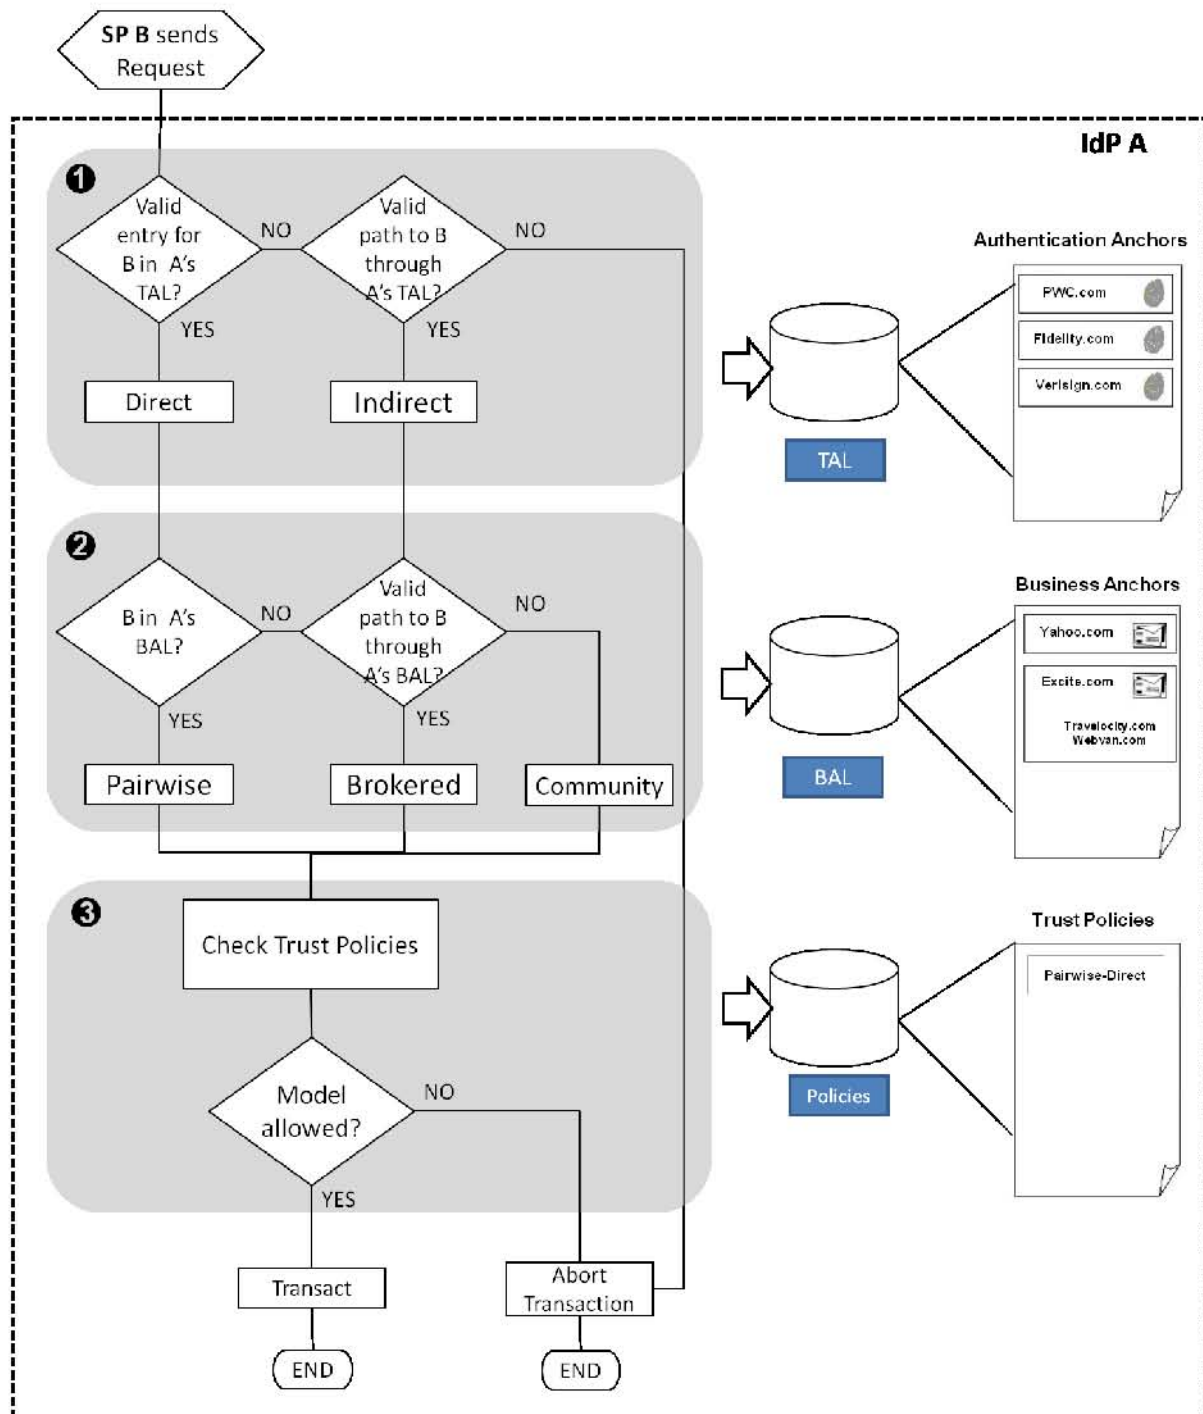 SP B sends
Request
IdP A
1
Valid
entry for
B in A's
TAL?
NO
Valid
path to B
through
A's TAL?
NO
YES
YES
Direct
Indirect
TAL
Authentication Anchors
PWC.com
Fidelity.com
Verisign.com
2
B in A's
BAL?
NO
Valid
path to B
through
A's BAL?
NO
YES
YES
Pairwise
Brokered
Community
BAL
Business Anchors
Yahoo.com
Excite.com
Travelocity.com
Webvan.com
3
Check Trust Policies
Model
allowed?
NO
YES
Policies
Trust Policies
Pairwise-Direct
Transact
Abort
Transaction
END
END